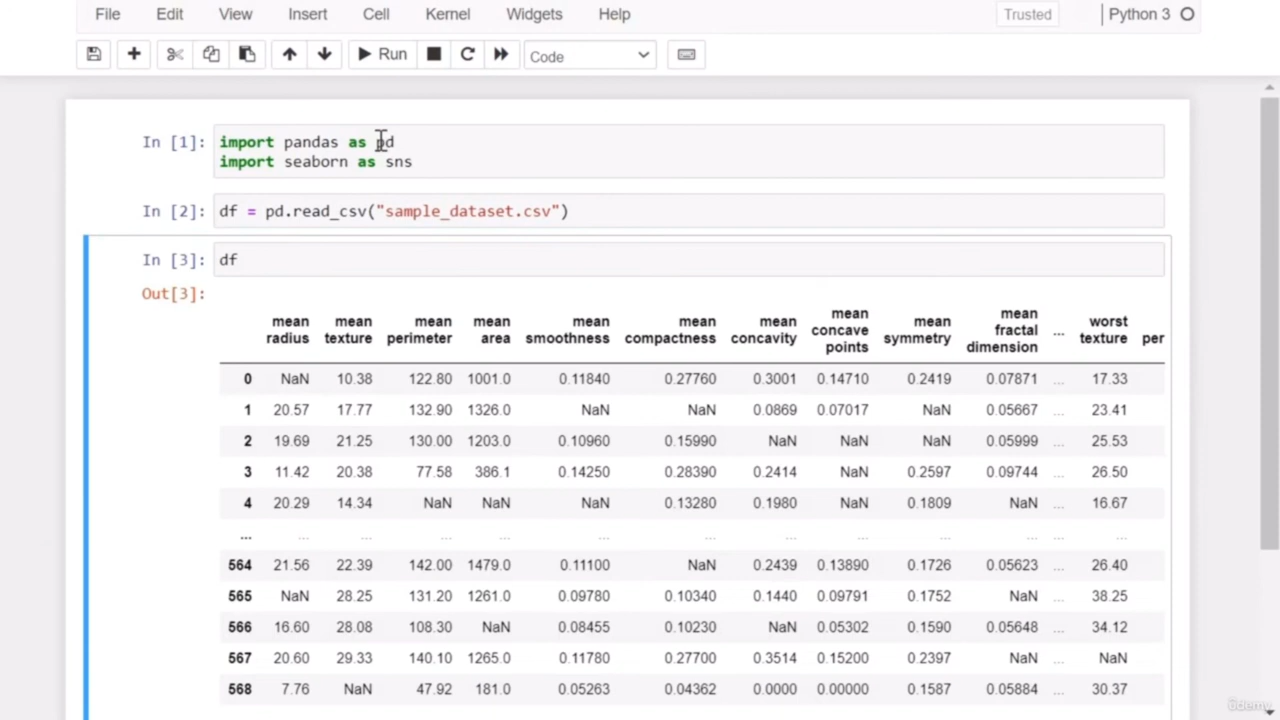 File Edit View Insert Cell Kernel Widgets Help Trusted Python 3
Run Code
In [1]: import pandas as pd
import seaborn as sns
In [2]: df = pd.read_csv("sample_dataset.csv")
In [3]: df
Out[3]:
mean radius mean texture mean perimeter mean area mean smoothness mean compactness mean concavity mean concave points mean symmetry mean fractal dimension ... worst texture per
0 NaN 10.38 122.80 1001.0 0.11840 0.27760 0.3001 0.14710 0.2419 0.07871 ... 17.33
1 20.57 17.77 132.90 1326.0 NaN NaN 0.0869 0.07017 NaN 0.05667 ... 23.41
2 19.69 21.25 130.00 1203.0 0.10960 0.15990 NaN NaN NaN 0.05999 ... 25.53
3 11.42 20.38 77.58 386.1 0.14250 0.28390 0.2414 NaN 0.2597 0.09744 ... 26.50
4 20.29 14.34 NaN NaN NaN 0.13280 0.1980 NaN 0.1809 NaN ... 16.67
... ... ... ... ... ... ... ... ... ... ... ... ...
564 21.56 22.39 142.00 1479.0 0.11100 NaN 0.2439 0.13890 0.1726 0.05623 ... 26.40
565 NaN 28.25 131.20 1261.0 0.09780 0.10340 0.1440 0.09791 0.1752 NaN ... 38.25
566 16.60 28.08 108.30 NaN 0.08455 0.10230 NaN 0.05302 0.1590 0.05648 ... 34.12
567 20.60 29.33 140.10 1265.0 0.11780 0.27700 0.3514 0.15200 0.2397 NaN ... NaN
568 7.76 NaN 47.92 181.0 0.05263 0.04362 0.0000 0.00000 0.1587 0.05884 ... 30.37
ûdemy